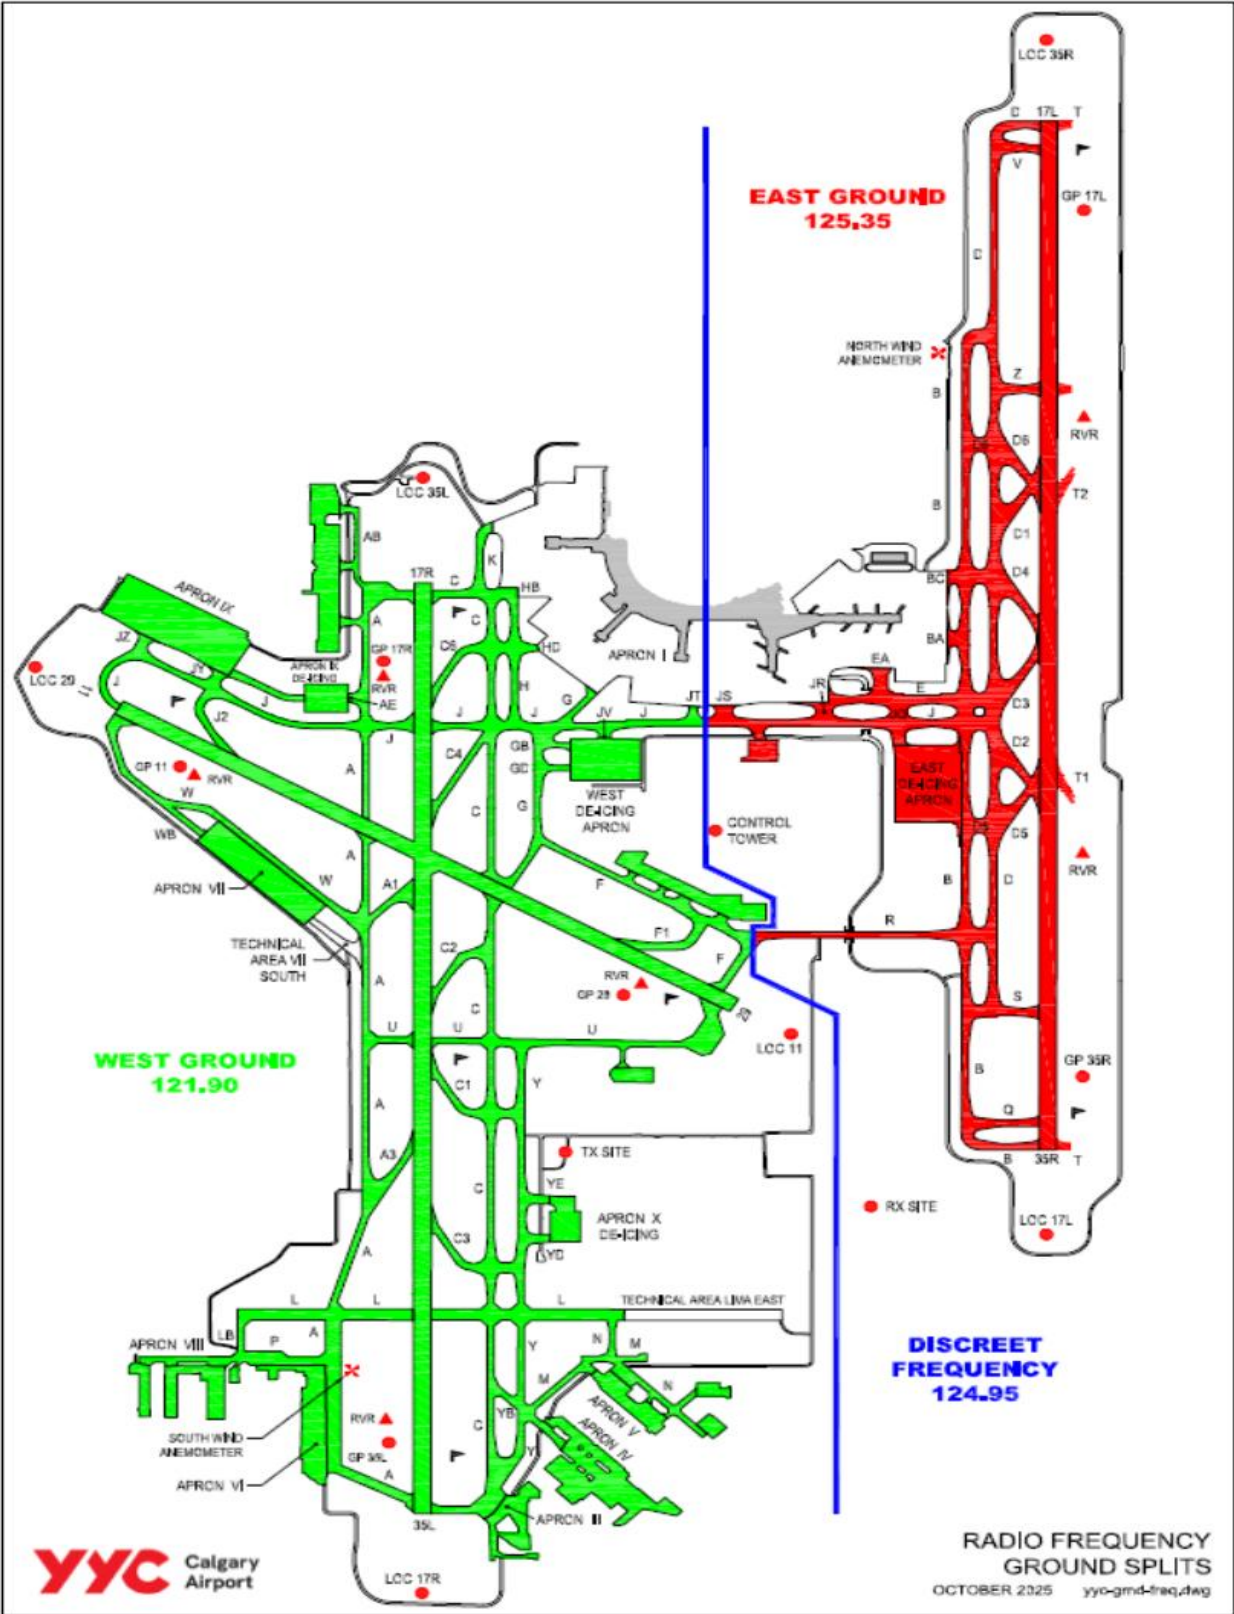 LOC 35R
D 17L T
V
EAST GROUND
125.35
GP 17L
D
NORTH WIND
ANEMOMETER
B
Z
RVR
D6
T2
B
D1
D4
BC
BA
LOC 35L
AB
K
17R
C
HB
APRON IX
A
C
C6
HD
GP 17R
APRON I
JZ
JY
APRON IX
DE-ICING
RVR
AE
LOC 29
11
J
J
J2
H
G
J
J
JV
J
JT
JS
JR
EA
E
J
D3
D2
J
A
C4
GB
GD
G
C
GP 11
RVR
W
WEST
DE-ICING
APRON
EAST
DE-ICING
APRON
T1
CONTROL
TOWER
D5
RVR
WB
A
APRON VII
W
A1
F
B
D
R
TECHNICAL
AREA VII
SOUTH
C2
F1
F
A
RVR
GP 29
C
29
S
U
U
U
LOC 11
WEST GROUND
121.90
C1
Y
B
GP 35R
A
Q
A3
TX SITE
B 35R T
C
YE
APRON X
DE-ICING
RX SITE
LOC 17L
C3
YD
A
L
L
L
TECHNICAL AREA LIMA EAST
LB
P
A
APRON VIII
Y
N
M
DISCREET
FREQUENCY
124.95
M
N
RVR
SOUTH WIND
ANEMOMETER
GP 35L
C
YB
APRON V
APRON IV
Y
APRON VI
A
APRON III
35L
LOC 17R
YYC Calgary
Airport
RADIO FREQUENCY
GROUND SPLITS
OCTOBER 2025 yyc-grnd-freq.dwg